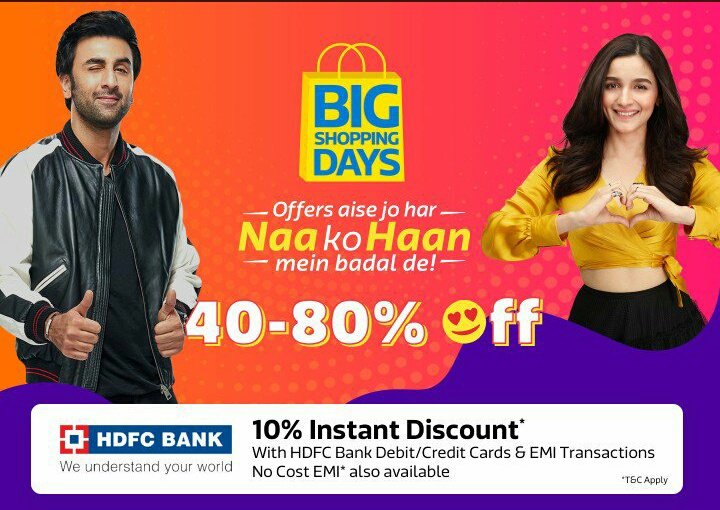 BIG
SHOPPING
DAYS
Offers aise jo har
Naa ko Haan
mein badal de!
40-80% 😍ff
HDFC BANK
We understand your world
10% Instant Discount*
With HDFC Bank Debit/Credit Cards & EMI Transactions
No Cost EMI* also available
*T&C Apply